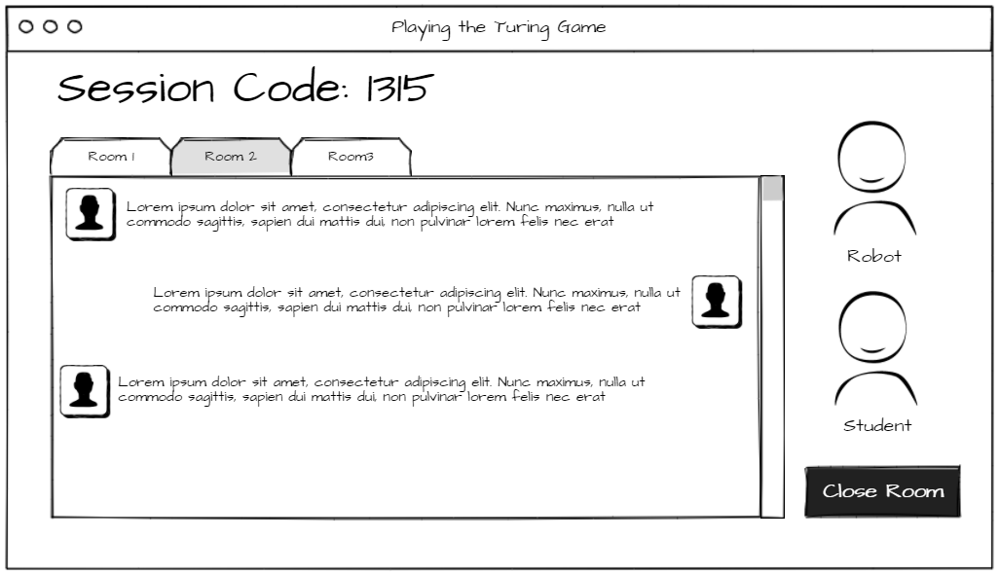 Playing the Turing Game
Session Code: 1315
Room 1
Room 2
Room3
Lorem ipsum dolor sit amet, consectetur adipiscing elit. Nunc maximus, nulla ut
commodo sagittis, sapien dui mattis dui, non pulvinar lorem felis nec erat
Lorem ipsum dolor sit amet, consectetur adipiscing elit. Nunc maximus, nulla ut
commodo sagittis, sapien dui mattis dui, non pulvinar lorem felis nec erat
Lorem ipsum dolor sit amet, consectetur adipiscing elit. Nunc maximus, nulla ut
commodo sagittis, sapien dui mattis dui, non pulvinar lorem felis nec erat
Robot
Student
Close Room